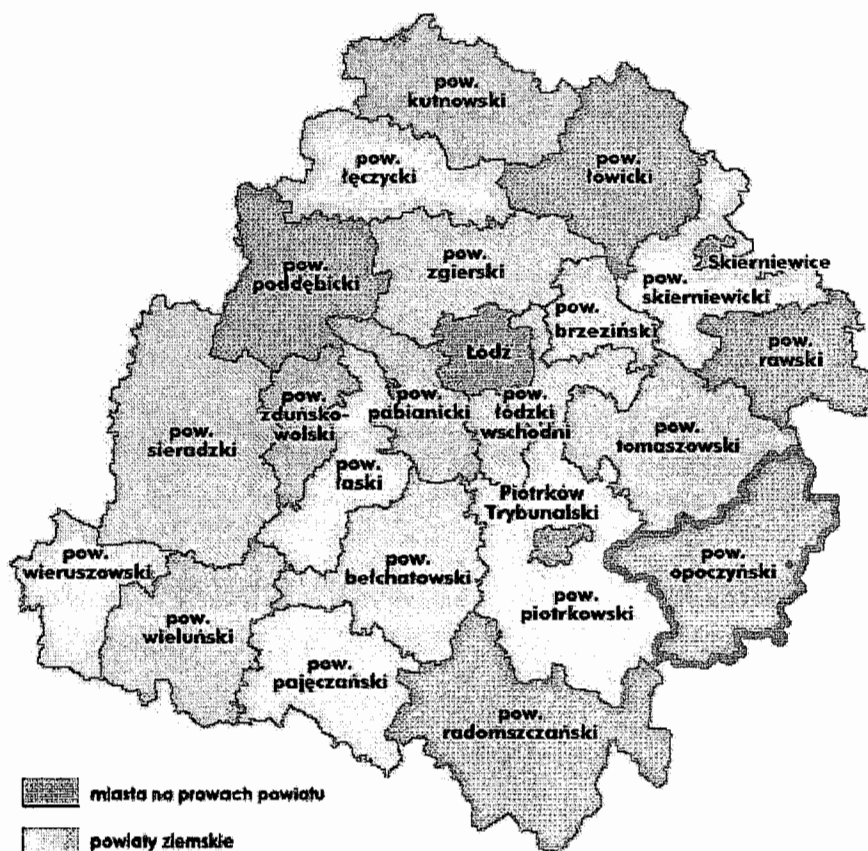 pow.
kutnowski
pow.
łęczycki
pow.
łowicki
pow.
zgierski
Skierniewice
pow.
skierniewicki
pow.
poddębicki
pow.
brzeziński
pow.
rawski
Łódź
pow.
zduńsko-
wolski
pow.
pabianicki
pow.
łódzki
wschodni
pow.
tomaszowski
pow.
sieradzki
pow.
łaski
Piotrków
Trybunalski
pow.
wieruszowski
pow.
bełchatowski
pow.
opoczyński
pow.
wieluński
pow.
piotrkowski
pow.
pajęczański
pow.
radomszczański
miasta na prawach powiatu
powiaty ziemskie